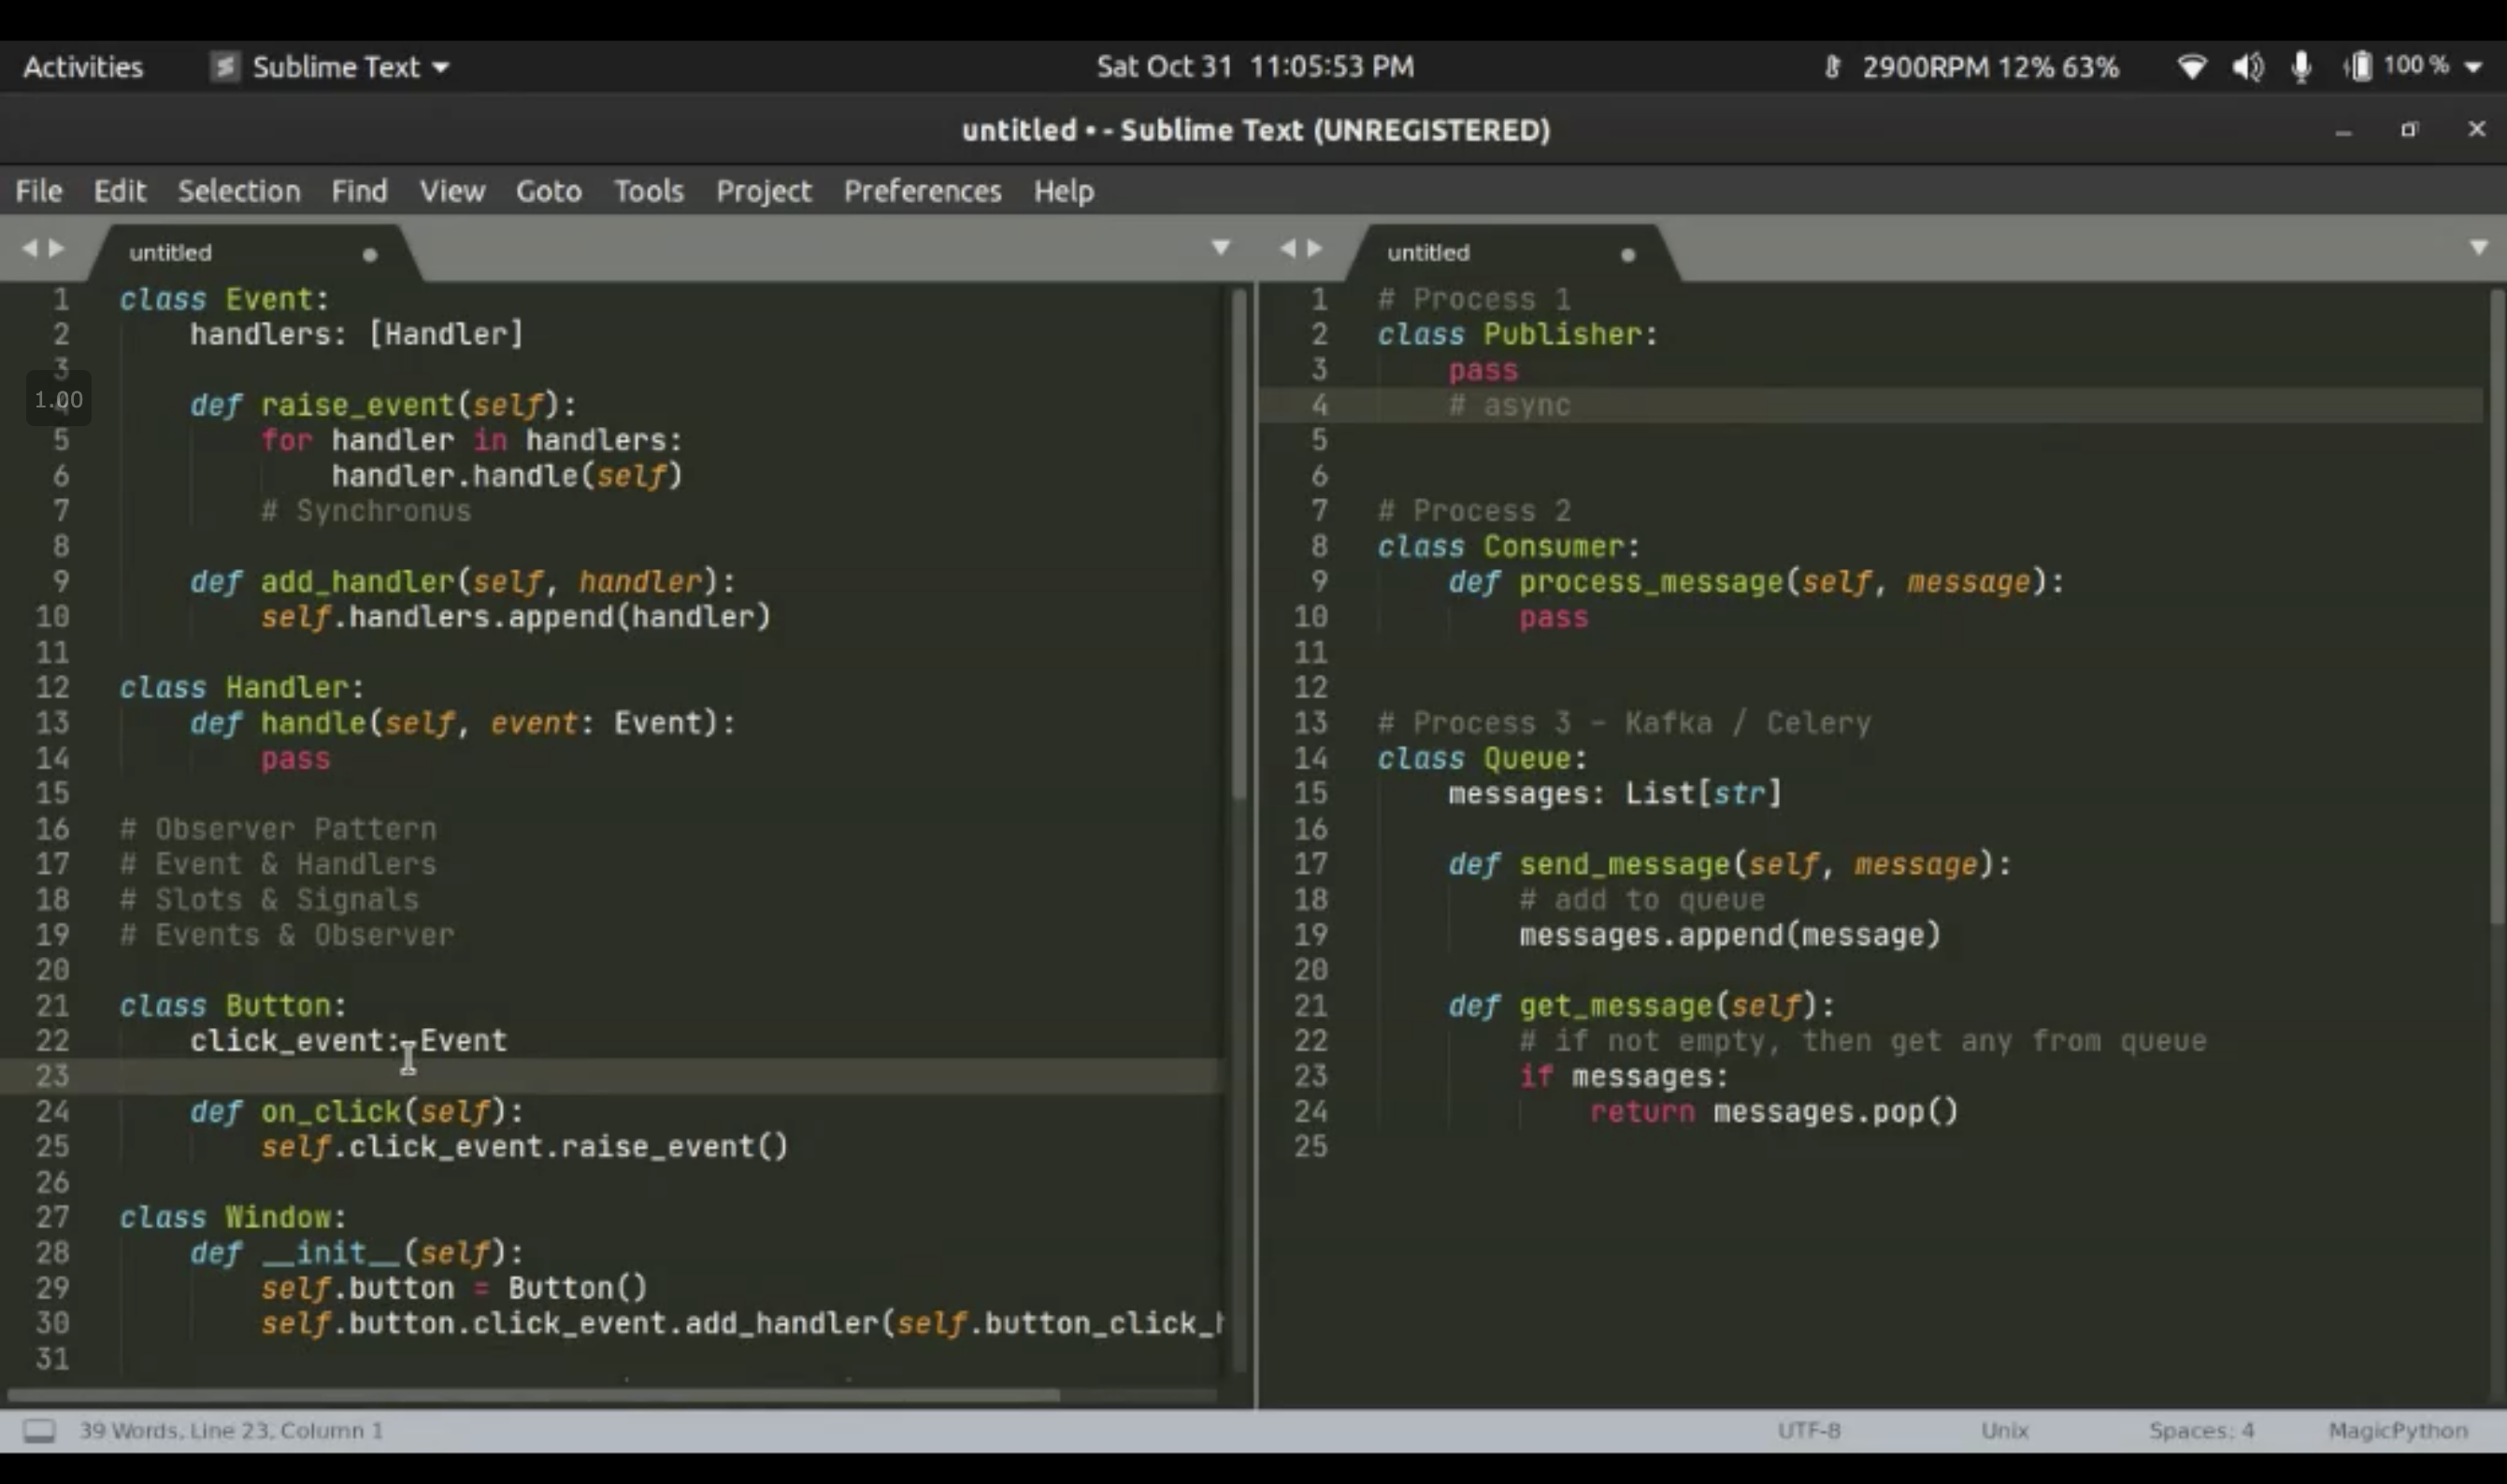 Activities Sublime Text Sat Oct 31 11:05:53 PM 2900RPM 12% 63% 100 %
untitled • - Sublime Text (UNREGISTERED)
File Edit Selection Find View Goto Tools Project Preferences Help
untitled
1 class Event:
2     handlers: [Handler]
3
1.00
4     def raise_event(self):
5         for handler in handlers:
6             handler.handle(self)
7         # Synchronus
8
9     def add_handler(self, handler):
10         self.handlers.append(handler)
11
12 class Handler:
13     def handle(self, event: Event):
14         pass
15
16 # Observer Pattern
17 # Event & Handlers
18 # Slots & Signals
19 # Events & Observer
20
21 class Button:
22     click_event: Event
23
24     def on_click(self):
25         self.click_event.raise_event()
26
27 class Window:
28     def __init__(self):
29         self.button = Button()
30         self.button.click_event.add_handler(self.button_click_
31
untitled
1 # Process 1
2 class Publisher:
3     pass
4     # async
5
6
7 # Process 2
8 class Consumer:
9     def process_message(self, message):
10         pass
11
12
13 # Process 3 - Kafka / Celery
14 class Queue:
15     messages: List[str]
16
17     def send_message(self, message):
18         # add to queue
19         messages.append(message)
20
21     def get_message(self):
22         # if not empty, then get any from queue
23         if messages:
24             return messages.pop()
25
39 Words, Line 23, Column 1 UTF-8 Unix Spaces: 4 MagicPython